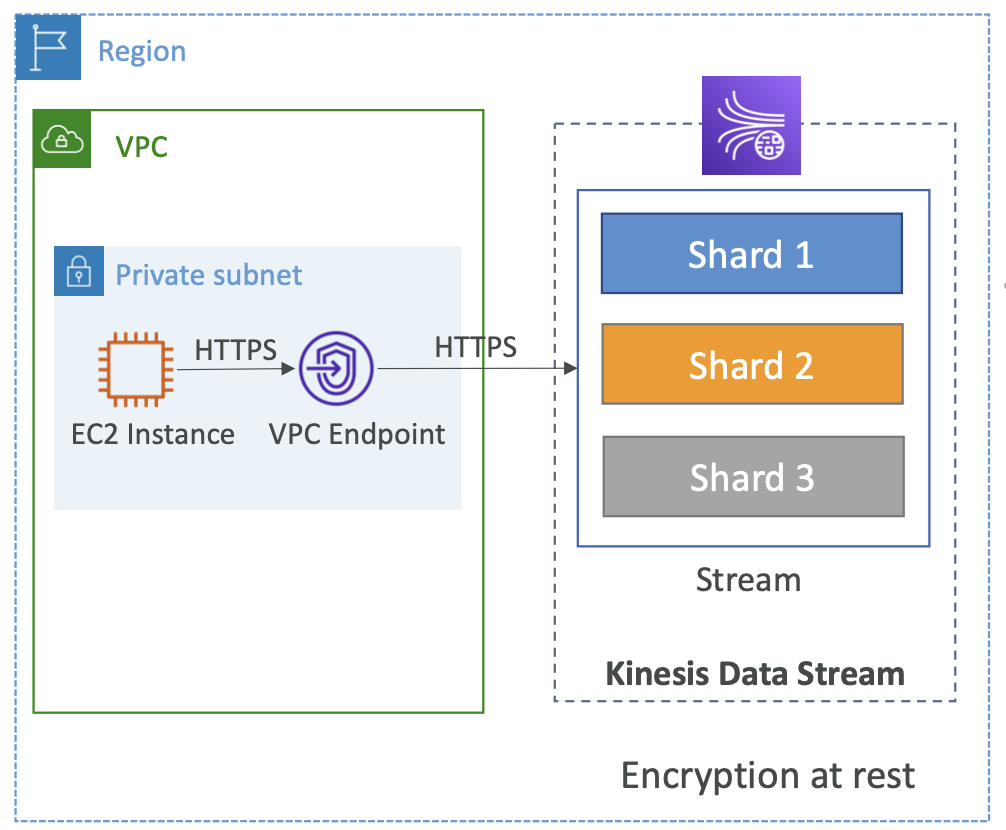 Region
VPC
Private subnet
HTTPS
HTTPS
EC2 Instance
VPC Endpoint
Shard 1
Shard 2
Shard 3
Stream
Kinesis Data Stream
Encryption at rest